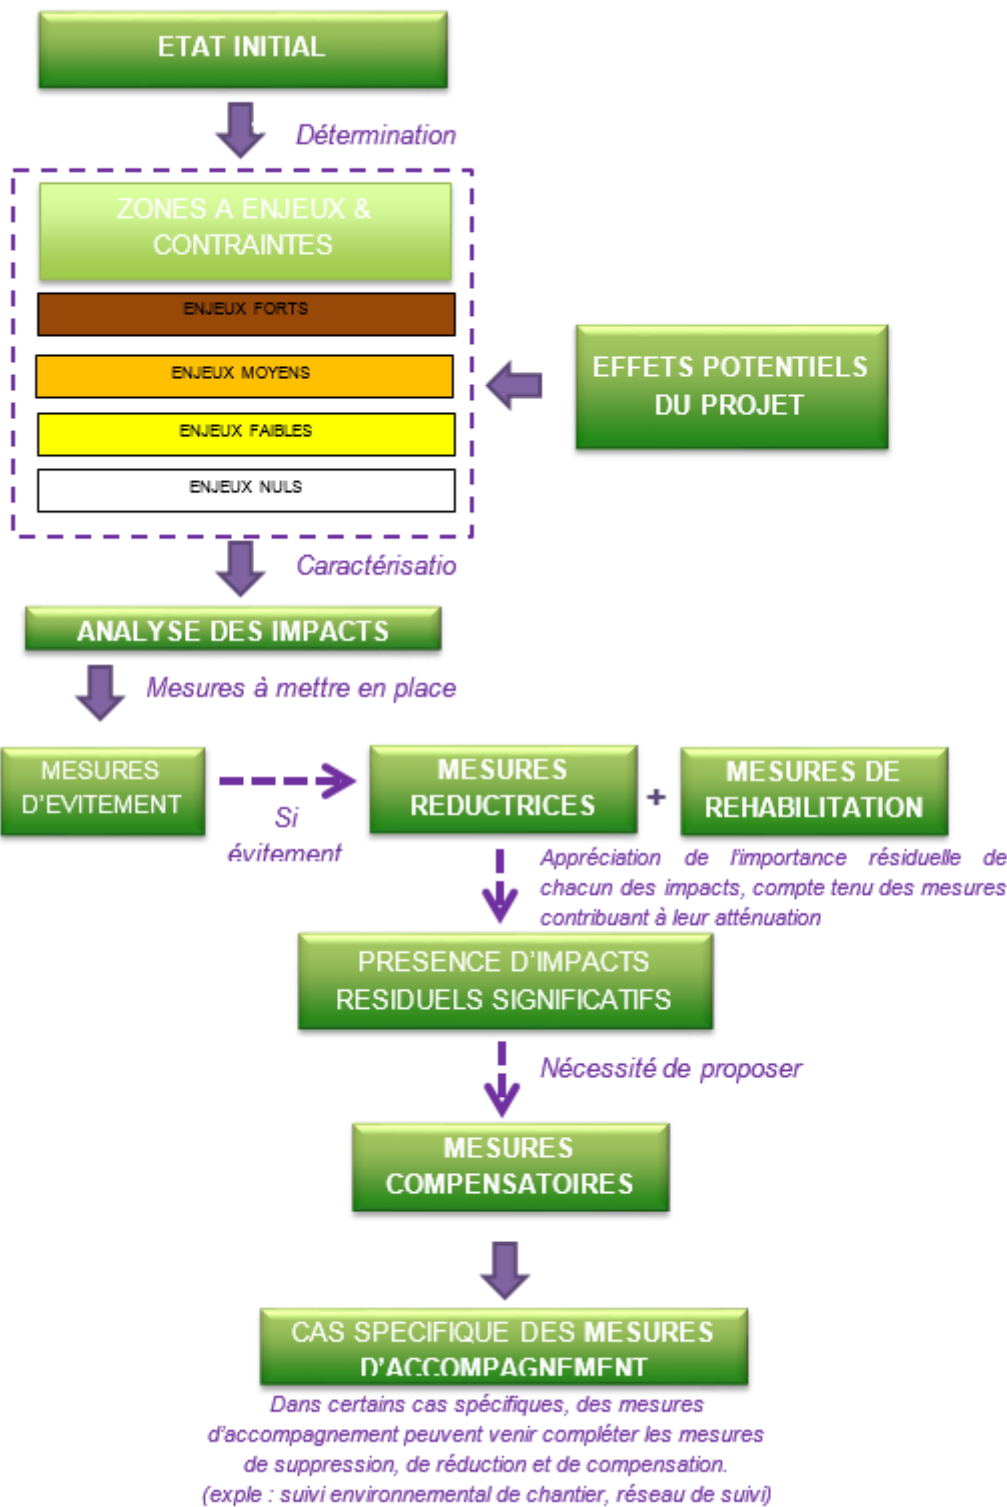 ETAT INITIAL
Détermination
ZONES A ENJEUX &
CONTRAINTES
ENJEUX FORTS
ENJEUX MOYENS
ENJEUX FAIBLES
ENJEUX NULS
EFFETS POTENTIELS
DU PROJET
Caractérisatio
ANALYSE DES IMPACTS
Mesures à mettre en place
MESURES
D'EVITEMENT
Si
évitement
MESURES
REDUCTRICES
+
MESURES DE
REHABILITATION
Appréciation de l'importance résiduelle de
chacun des impacts, compte tenu des mesures
contribuant à leur atténuation
PRESENCE D'IMPACTS
RESIDUELS SIGNIFICATIFS
Nécessité de proposer
MESURES
COMPENSATOIRES
CAS SPECIFIQUE DES MESURES
D'ACCOMPAGNEMENT
Dans certains cas spécifiques, des mesures
d'accompagnement peuvent venir compléter les mesures
de suppression, de réduction et de compensation.
(exple : suivi environnemental de chantier, réseau de suivi)